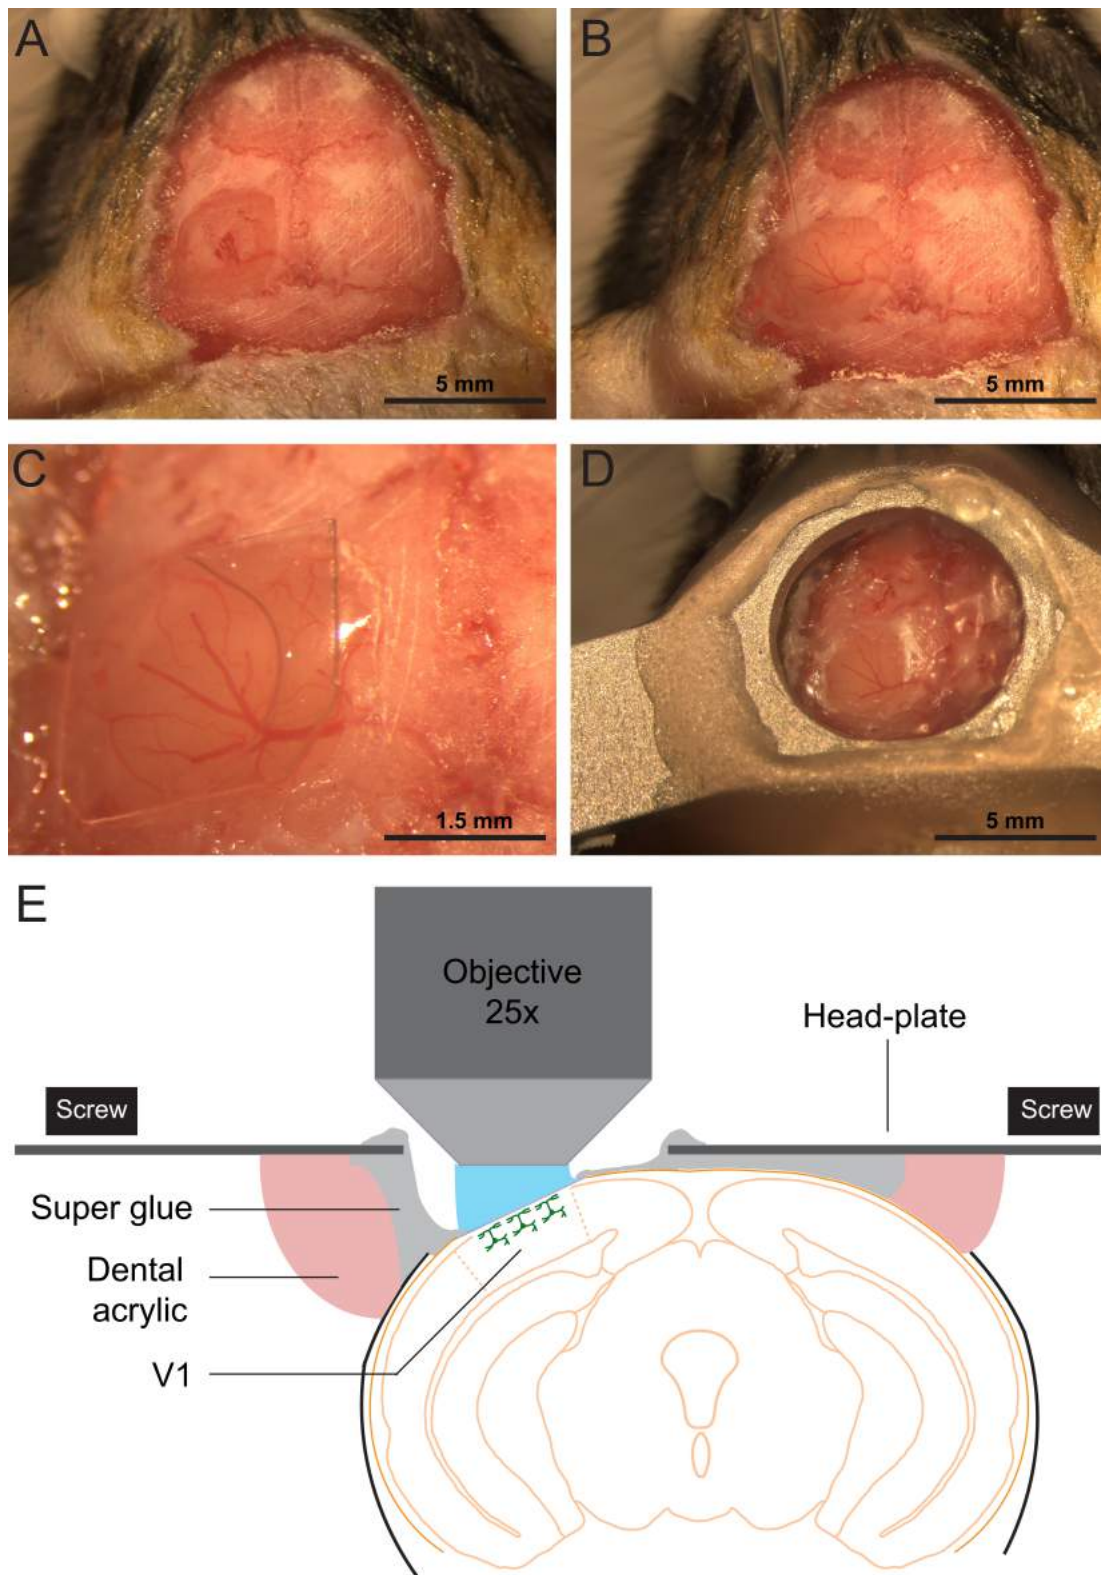 A
B
5 mm
5 mm
C
D
1.5 mm
5 mm
E
Objective
25x
Head-plate
Screw
Screw
Super glue
Dental
acrylic
V1